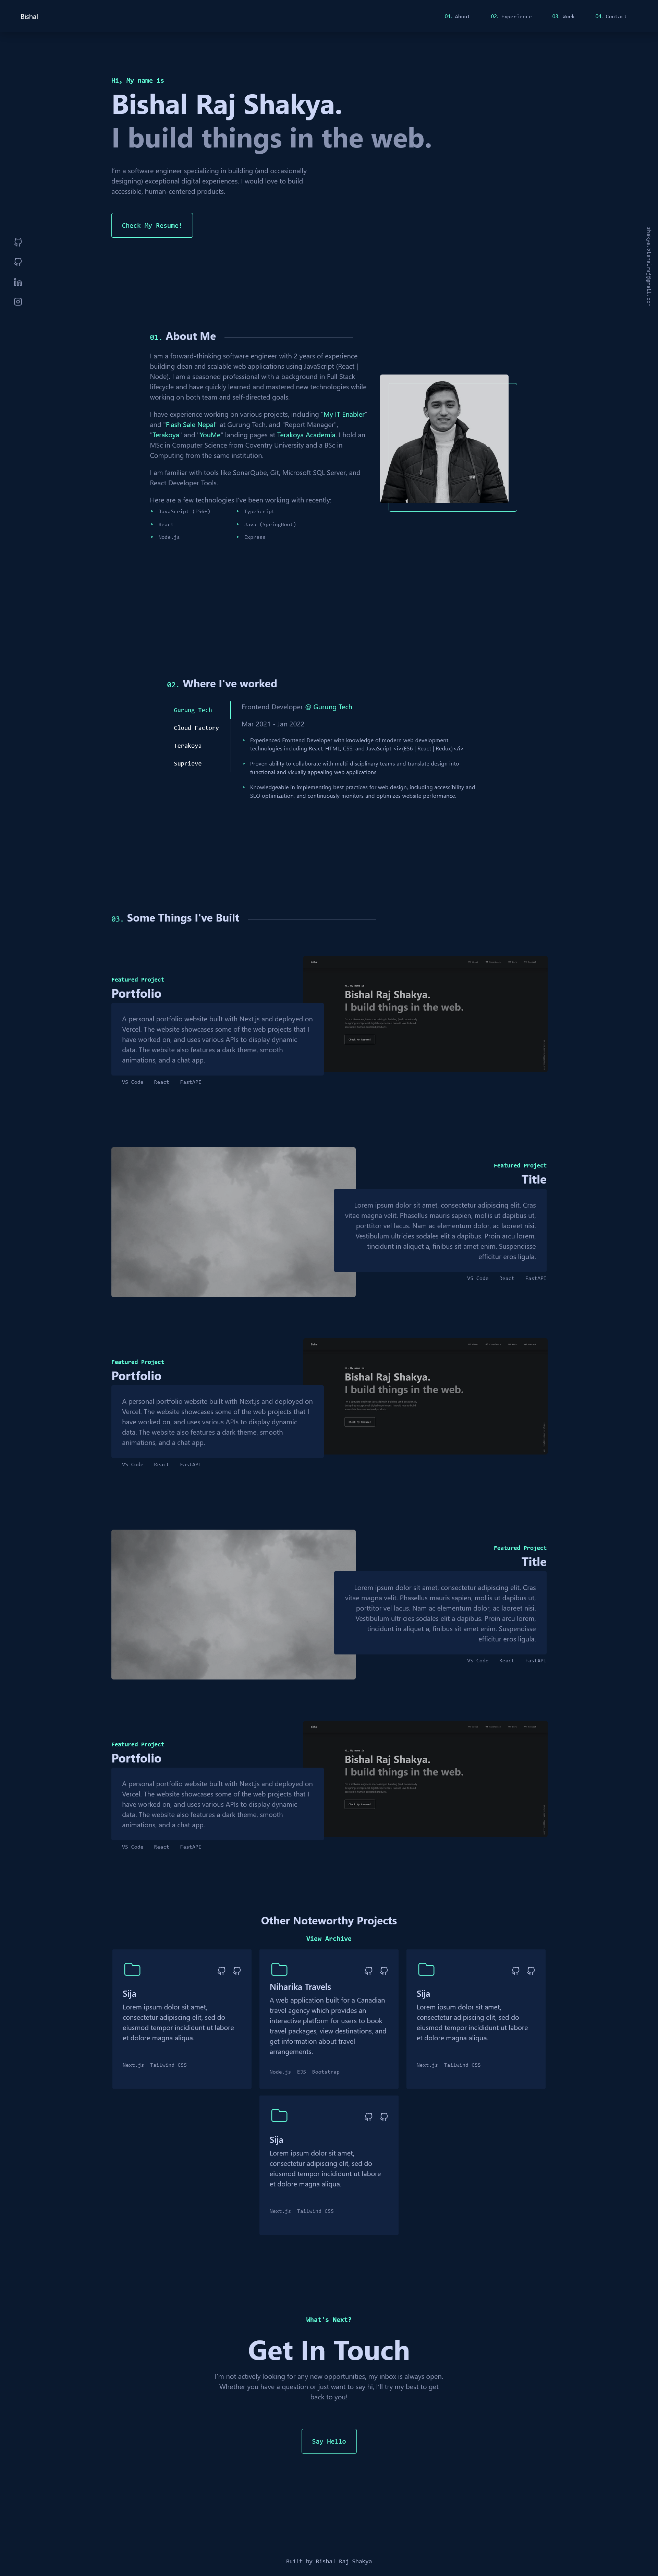 Bishal
01. About
02. Experience
03. Work
04. Contact
Hi, My name is
Bishal Raj Shakya.
I build things in the web.
I'm a software engineer specializing in building (and occasionally
designing) exceptional digital experiences. I would love to build
accessible, human-centered products.
Check My Resume!
01. About Me
I am a forward-thinking software engineer with 2 years of experience
building clean and scalable web applications using JavaScript (React |
Node). I am a seasoned professional with a background in Full Stack
lifecycle and have quickly learned and mastered new technologies while
working on both team and self-directed goals.
I have experience working on various projects, including "My IT Enabler"
and "Flash Sale Nepal" at Gurung Tech, and "Report Manager",
"Terakoya" and "YouMe" landing pages at Terakoya Academia. I hold an
MSc in Computer Science from Coventry University and a BSc in
Computing from the same institution.
I am familiar with tools like SonarQube, Git, Microsoft SQL Server, and
React Developer Tools.
Here are a few technologies I've been working with recently:
JavaScript (ES6+)
TypeScript
React
Java (SpringBoot)
Node.js
Express
02. Where I've worked
Gurung Tech
Cloud Factory
Terakoya
Suprieve
Frontend Developer @ Gurung Tech
Mar 2021 - Jan 2022
Experienced Frontend Developer with knowledge of modern web development
technologies including React, HTML, CSS, and JavaScript <i>(ES6 | React | Redux)</i>
Proven ability to collaborate with multi-disciplinary teams and translate design into
functional and visually appealing web applications
Knowledgeable in implementing best practices for web design, including accessibility and
SEO optimization, and continuously monitors and optimizes website performance.
03. Some Things I've Built
Featured Project
Portfolio
A personal portfolio website built with Next.js and deployed on
Vercel. The website showcases some of the web projects that I
have worked on, and uses various APIs to display dynamic
data. The website also features a dark theme, smooth
animations, and a chat app.
VS Code React FastAPI
Bishal Raj Shakya.
I build things in the web.
Featured Project
Title
Lorem ipsum dolor sit amet, consectetur adipiscing elit. Cras
vitae magna velit. Phasellus mauris sapien, mollis ut dapibus ut,
porttitor vel lacus. Nam ac elementum dolor, ac laoreet nisi.
Vestibulum ultricies sodales elit a dapibus. Proin arcu lorem,
tincidunt in aliquet a, finibus sit amet enim. Suspendisse
efficitur eros ligula.
VS Code React FastAPI
Featured Project
Portfolio
A personal portfolio website built with Next.js and deployed on
Vercel. The website showcases some of the web projects that I
have worked on, and uses various APIs to display dynamic
data. The website also features a dark theme, smooth
animations, and a chat app.
VS Code React FastAPI
Bishal Raj Shakya.
I build things in the web.
Featured Project
Title
Lorem ipsum dolor sit amet, consectetur adipiscing elit. Cras
vitae magna velit. Phasellus mauris sapien, mollis ut dapibus ut,
porttitor vel lacus. Nam ac elementum dolor, ac laoreet nisi.
Vestibulum ultricies sodales elit a dapibus. Proin arcu lorem,
tincidunt in aliquet a, finibus sit amet enim. Suspendisse
efficitur eros ligula.
VS Code React FastAPI
Featured Project
Portfolio
A personal portfolio website built with Next.js and deployed on
Vercel. The website showcases some of the web projects that I
have worked on, and uses various APIs to display dynamic
data. The website also features a dark theme, smooth
animations, and a chat app.
VS Code React FastAPI
Bishal Raj Shakya.
I build things in the web.
Other Noteworthy Projects
View Archive
Sija
Lorem ipsum dolor sit amet,
consectetur adipiscing elit, sed do
eiusmod tempor incididunt ut labore
et dolore magna aliqua.
Next.js Tailwind CSS
Niharika Travels
A web application built for a Canadian
travel agency which provides an
interactive platform for users to book
travel packages, view destinations, and
get information about travel
arrangements.
Node.js EJS Bootstrap
Sija
Lorem ipsum dolor sit amet,
consectetur adipiscing elit, sed do
eiusmod tempor incididunt ut labore
et dolore magna aliqua.
Next.js Tailwind CSS
Sija
Lorem ipsum dolor sit amet,
consectetur adipiscing elit, sed do
eiusmod tempor incididunt ut labore
et dolore magna aliqua.
Next.js Tailwind CSS
What's Next?
Get In Touch
I'm not actively looking for any new opportunities, my inbox is always open.
Whether you have a question or just want to say hi, I'll try my best to get
back to you!
Say Hello
Built by Bishal Raj Shakya